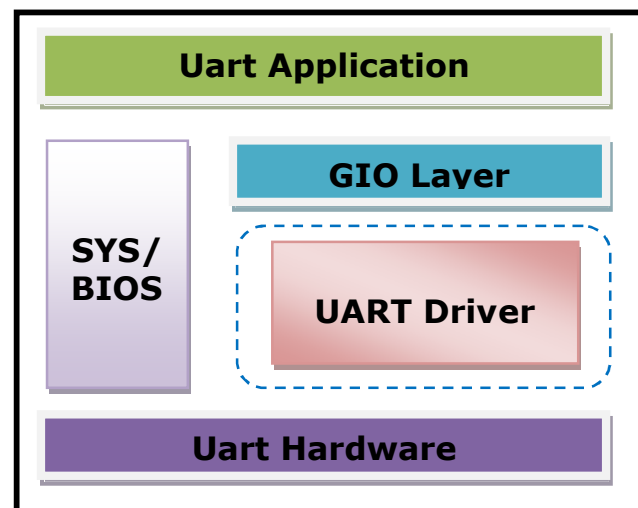 Uart Application
GIO Layer
SYS/
BIOS
UART Driver
Uart Hardware